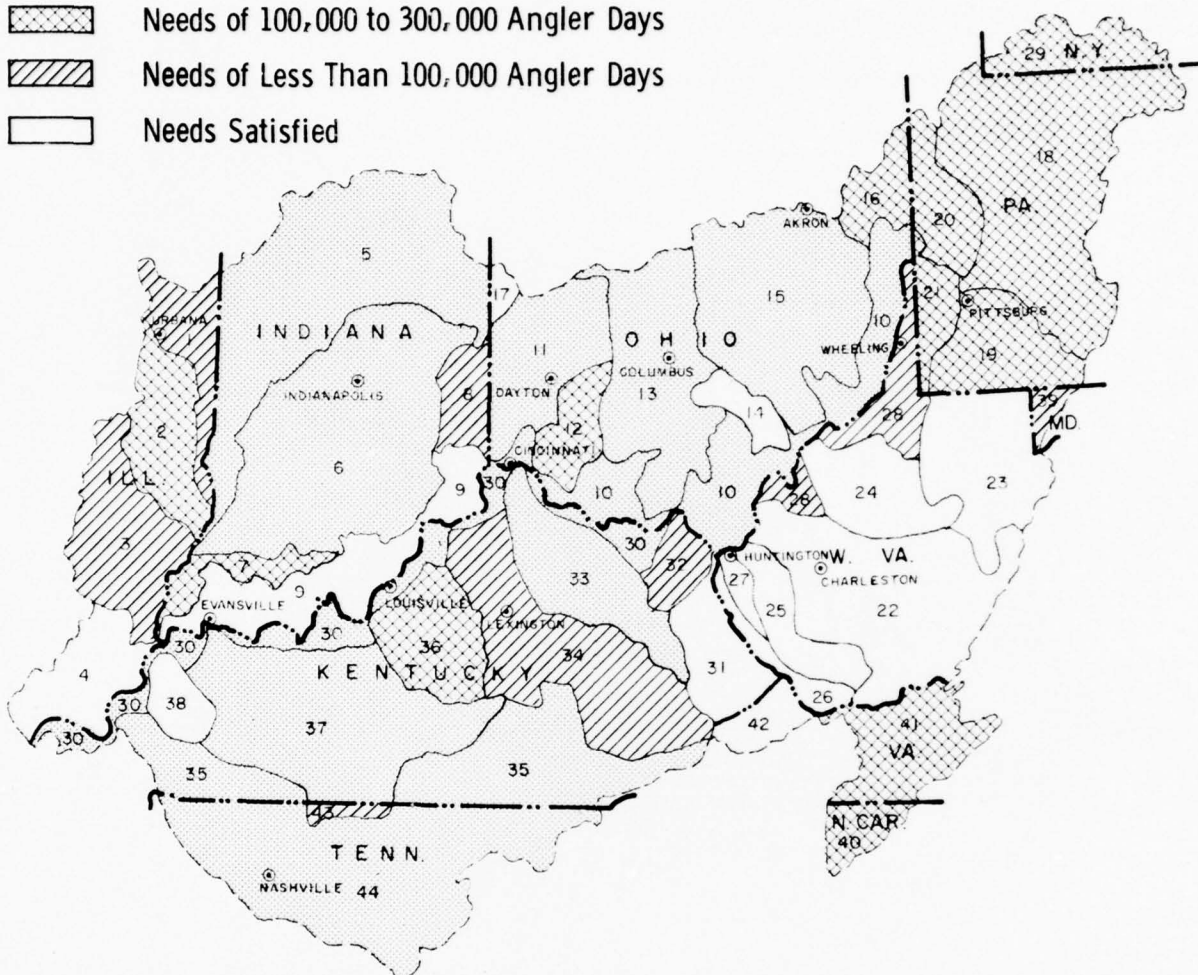 Needs of 100,000 to 300,000 Angler Days
Needs of Less Than 100,000 Angler Days
Needs Satisfied
29 N Y.
18
16
AKRON
20
PA.
5
17
15
URBANA
1
INDIANA
11
OHIO
10
21
PITTSBURG
WHEELING
COLUMBUS
19
INDIANAPOLIS
8
DAYTON
13
39
2
12
14
28
MD.
CINCINNATI
6
ILL
9
30
10
10
24
23
28
3
30
32
HUNTINGTON
W. VA.
33
27
CHARLESTON
7
9
LOUISVILLE
25
22
EVANSVILLE
LEXINGTON
30
30
36
34
31
4
KENTUCKY
38
26
30
42
37
41
30
VA.
35
35
43
N. CAR.
40
TENN.
NASHVILLE
44